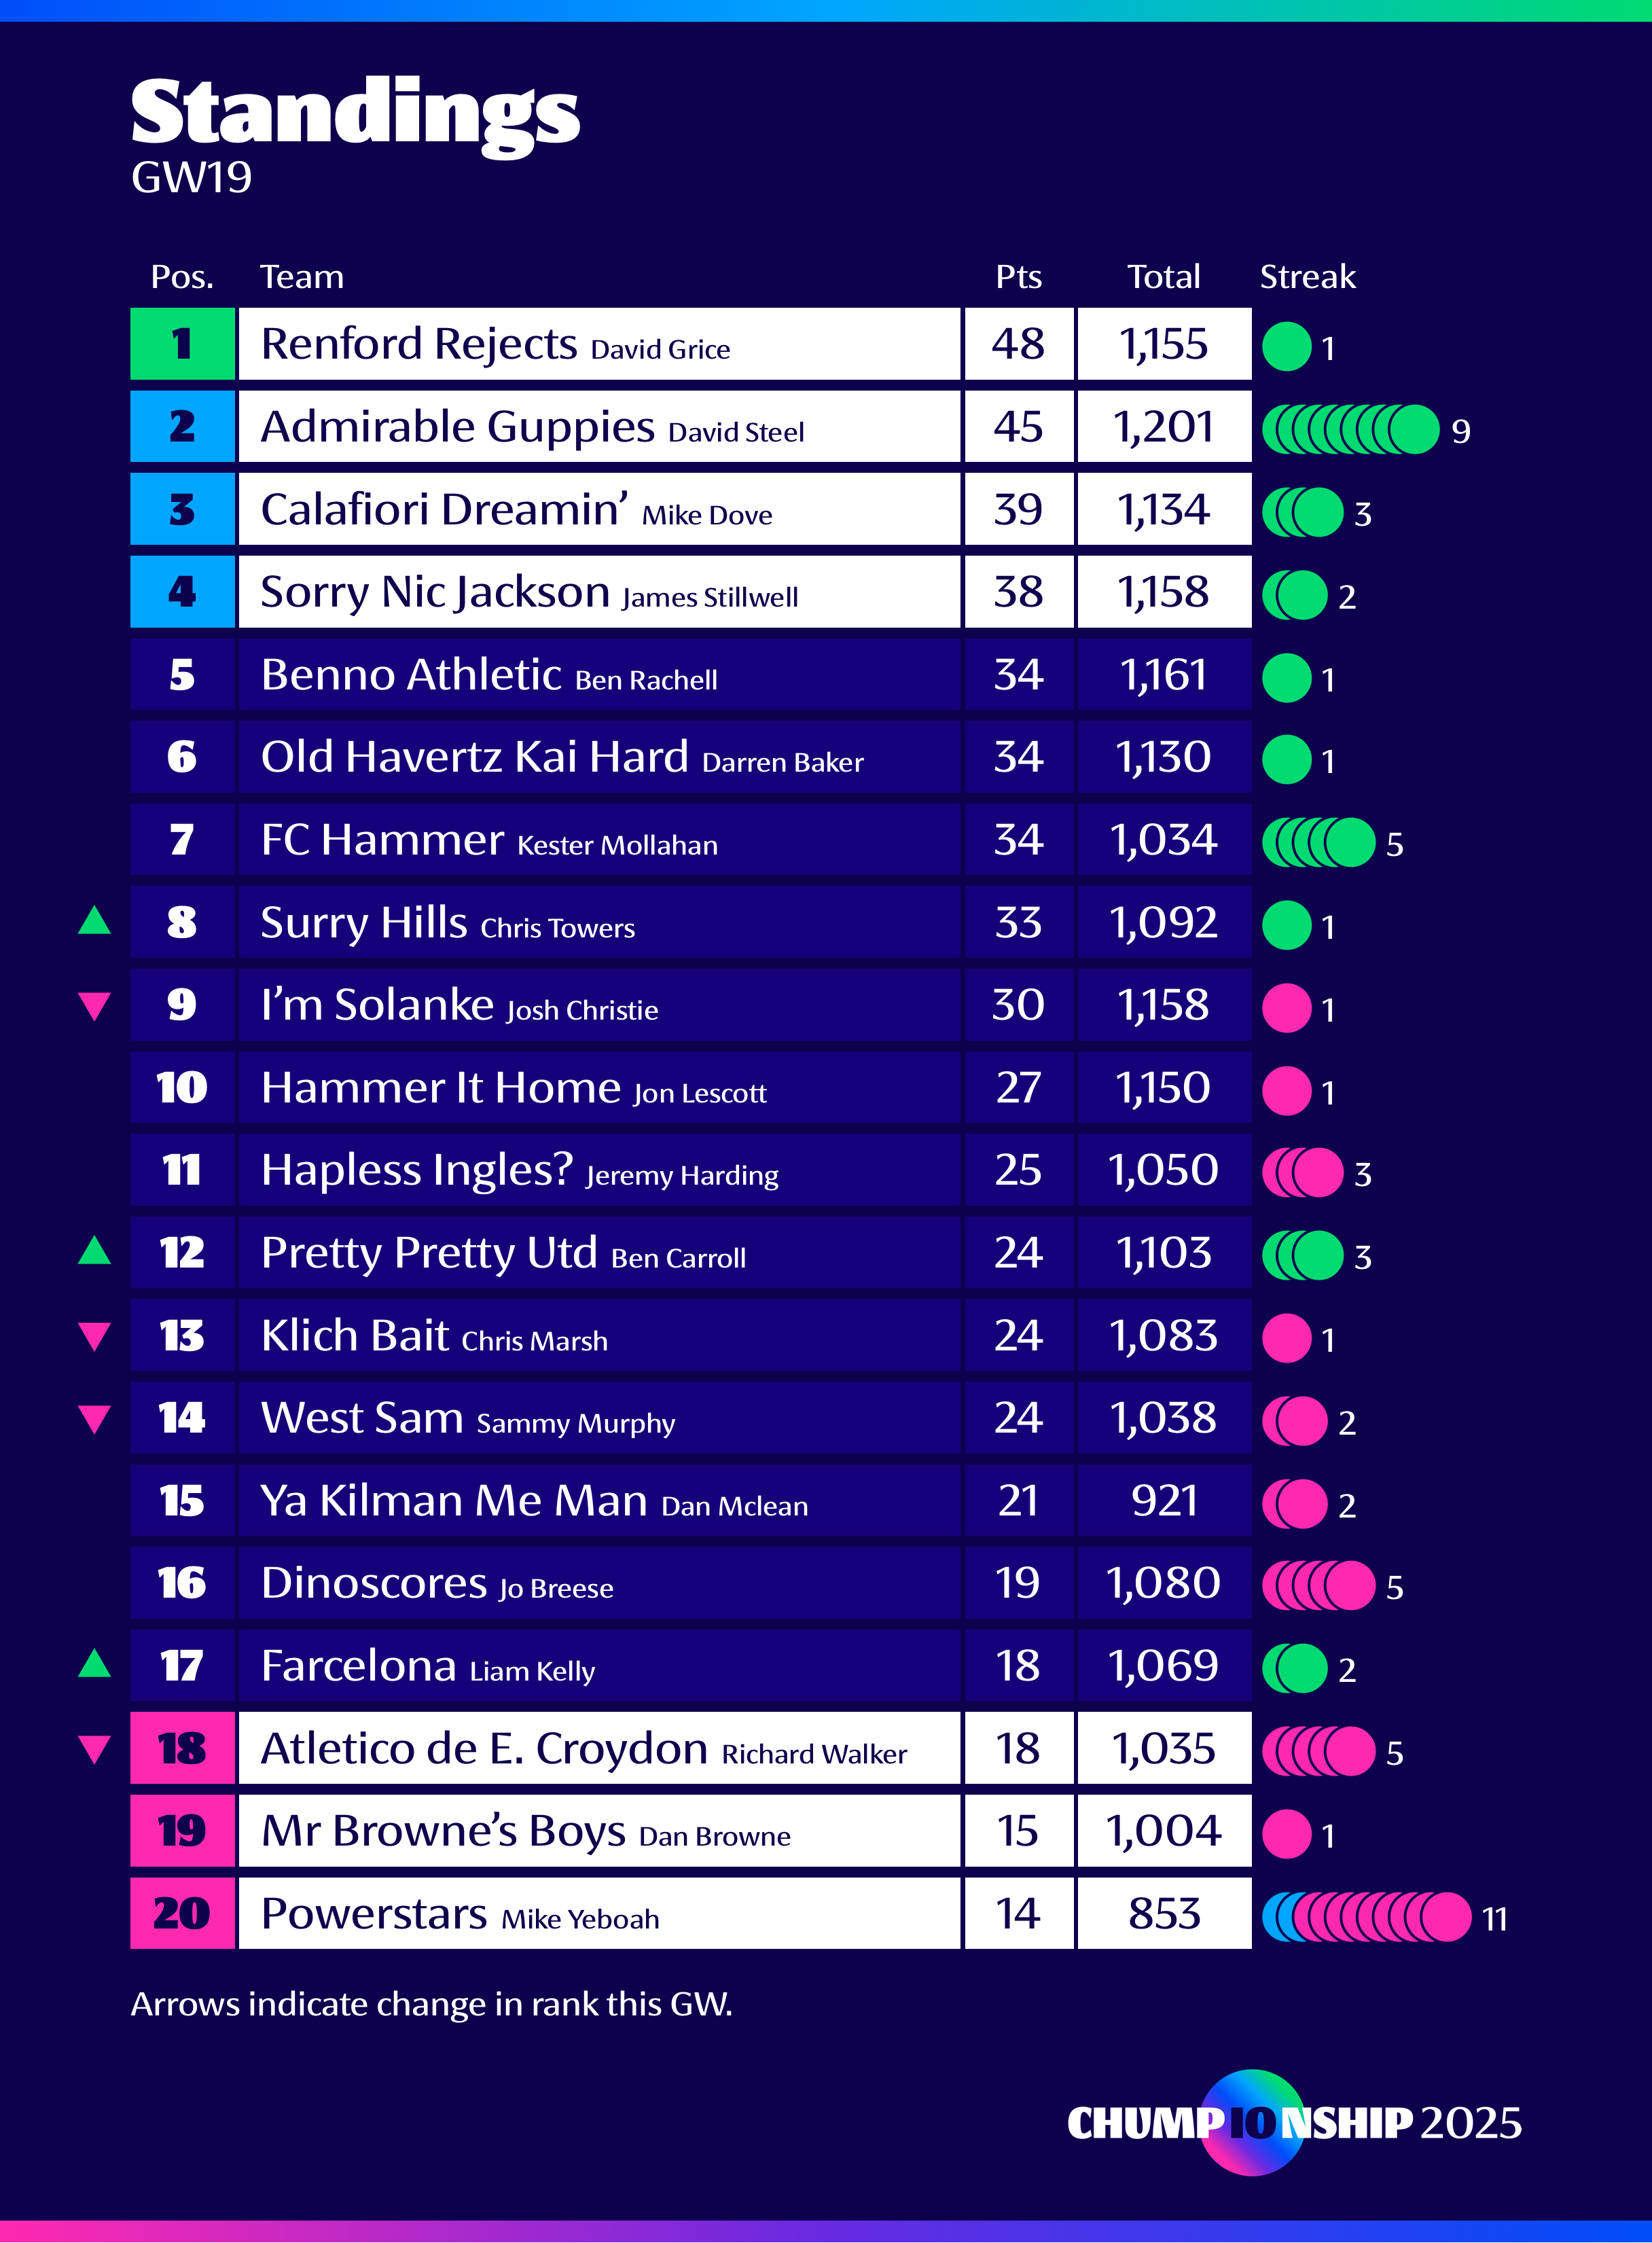 Standings
GW19
Pos. Team Pts Total Streak
1 Renford Rejects David Grice 48 1,155 1
2 Admirable Guppies David Steel 45 1,201 9
3 Calafiori Dreamin’ Mike Dove 39 1,134 3
4 Sorry Nic Jackson James Stillwell 38 1,158 2
5 Benno Athletic Ben Rachell 34 1,161 1
6 Old Havertz Kai Hard Darren Baker 34 1,130 1
7 FC Hammer Kester Mollahan 34 1,034 5
8 Surry Hills Chris Towers 33 1,092 1
9 I’m Solanke Josh Christie 30 1,158 1
10 Hammer It Home Jon Lescott 27 1,150 1
11 Hapless Ingles? Jeremy Harding 25 1,050 3
12 Pretty Pretty Utd Ben Carroll 24 1,103 3
13 Klich Bait Chris Marsh 24 1,083 1
14 West Sam Sammy Murphy 24 1,038 2
15 Ya Kilman Me Man Dan Mclean 21 921 2
16 Dinoscores Jo Breese 19 1,080 5
17 Farcelona Liam Kelly 18 1,069 2
18 Atletico de E. Croydon Richard Walker 18 1,035 5
19 Mr Browne’s Boys Dan Browne 15 1,004 1
20 Powerstars Mike Yeboah 14 853 11
Arrows indicate change in rank this GW.
CHUMPIONSHIP 2025